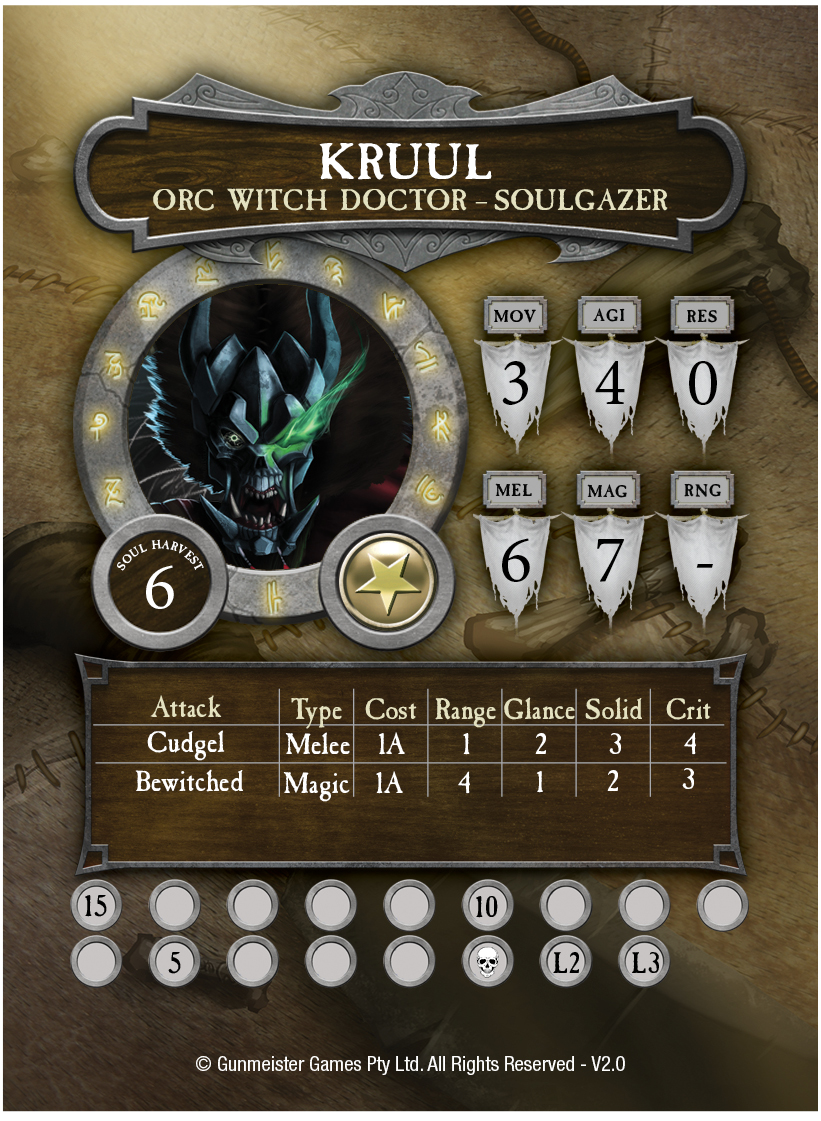 KRUUL
ORC WITCH DOCTOR – SOULGAZER
MOV AGI RES
3 4 0
MEL MAG RNG
6 7 -
SOUL HARVEST
6
Attack Type Cost Range Glance Solid Crit
Cudgel Melee 1A 1 2 3 4
Bewitched Magic 1A 4 1 2 3
15 10
5 L2 L3
© Gunmeister Games Pty Ltd. All Rights Reserved - V2.0